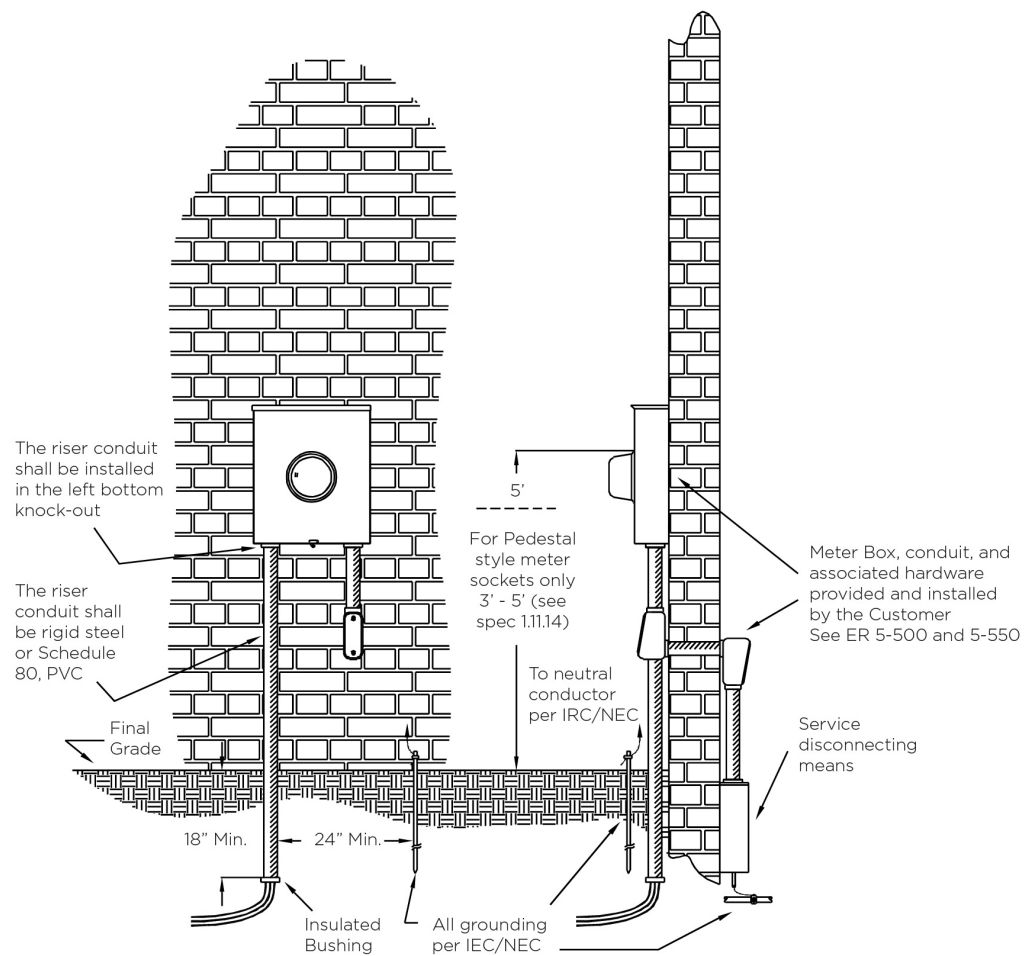 The riser conduit
shall be installed
in the left bottom
knock-out
The riser
conduit shall
be rigid steel
or Schedule
80, PVC
Final
Grade
18” Min.
24” Min.
Insulated
Bushing
5’
For Pedestal
style meter
sockets only
3’ - 5’ (see
spec 1.11.14)
To neutral
conductor
per IRC/NEC
All grounding
per IEC/NEC
Meter Box, conduit, and
associated hardware
provided and installed
by the Customer
See ER 5-500 and 5-550
Service
disconnecting
means